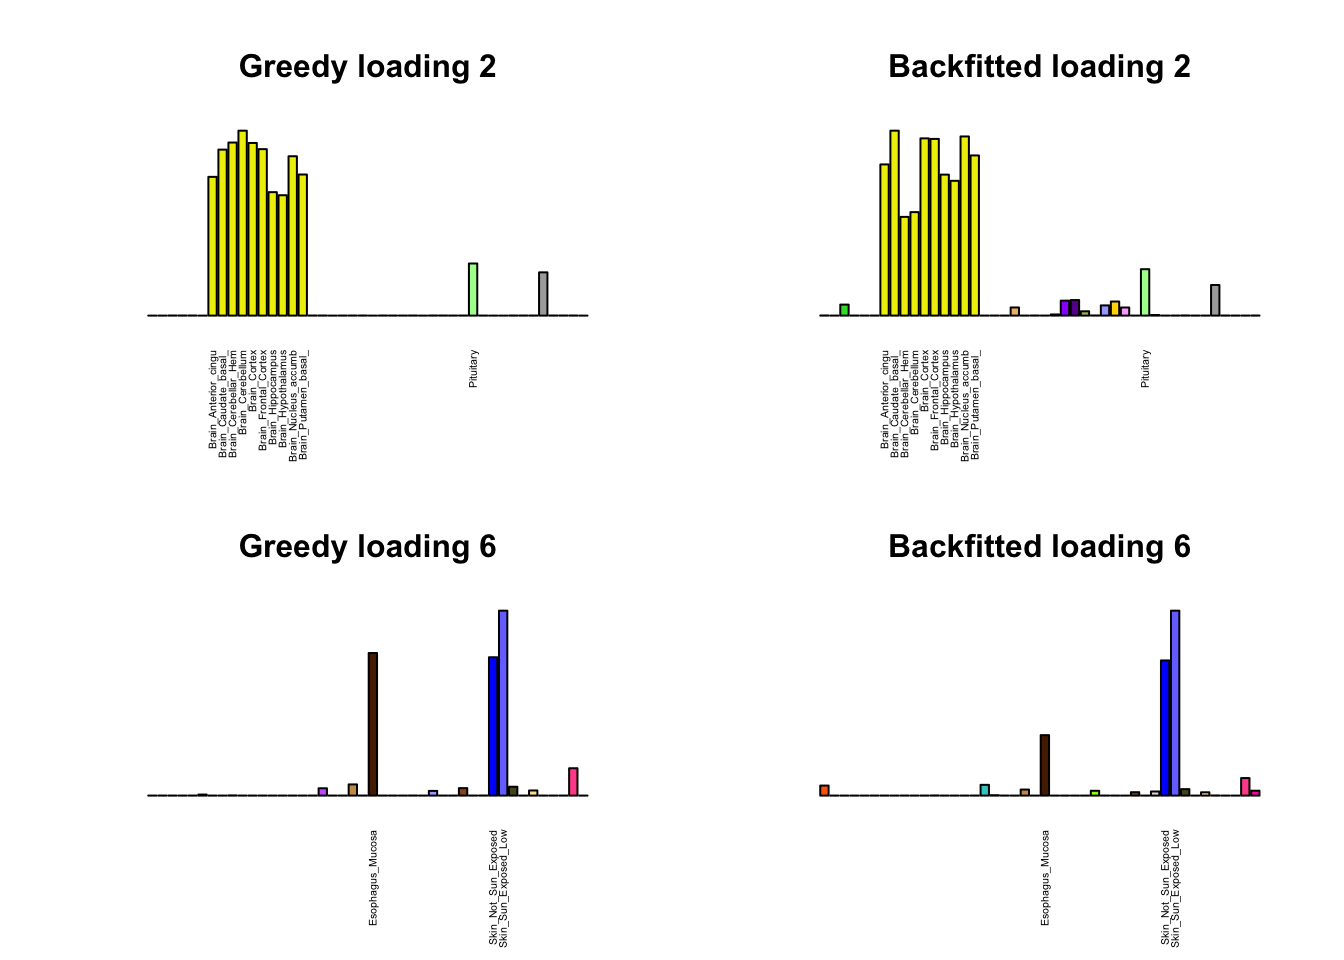 Greedy loading 2
Brain_Anterior_cingu
Brain_Caudate_basal_
Brain_Cerebellar_Hem
Brain_Cerebellum
Brain_Cortex
Brain_Frontal_Cortex
Brain_Hippocampus
Brain_Hypothalamus
Brain_Nucleus_accumb
Brain_Putamen_basal_
Pituitary
Backfitted loading 2
Brain_Anterior_cingu
Brain_Caudate_basal_
Brain_Cerebellar_Hem
Brain_Cerebellum
Brain_Cortex
Brain_Frontal_Cortex
Brain_Hippocampus
Brain_Hypothalamus
Brain_Nucleus_accumb
Brain_Putamen_basal_
Pituitary
Greedy loading 6
Esophagus_Mucosa
Skin_Not_Sun_Exposed
Skin_Sun_Exposed_Low
Backfitted loading 6
Esophagus_Mucosa
Skin_Not_Sun_Exposed
Skin_Sun_Exposed_Low